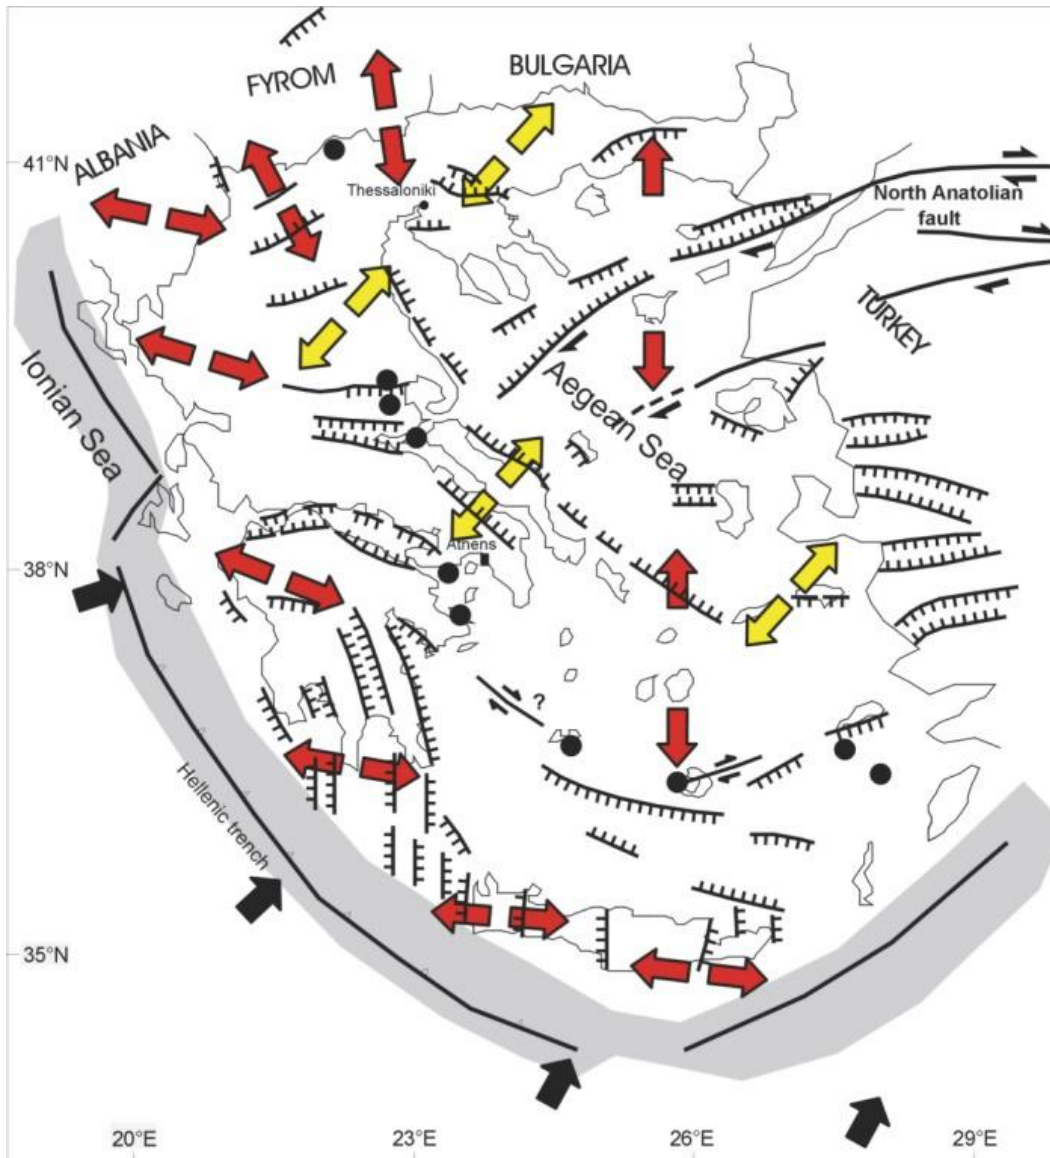 FYROM
BULGARIA
ALBANIA
41°N
Thessaloniki
North Anatolian
fault
TURKEY
Ionian Sea
Aegean Sea
Athens
38°N
?
Hellenic trench
35°N
20°E
23°E
26°E
29°E